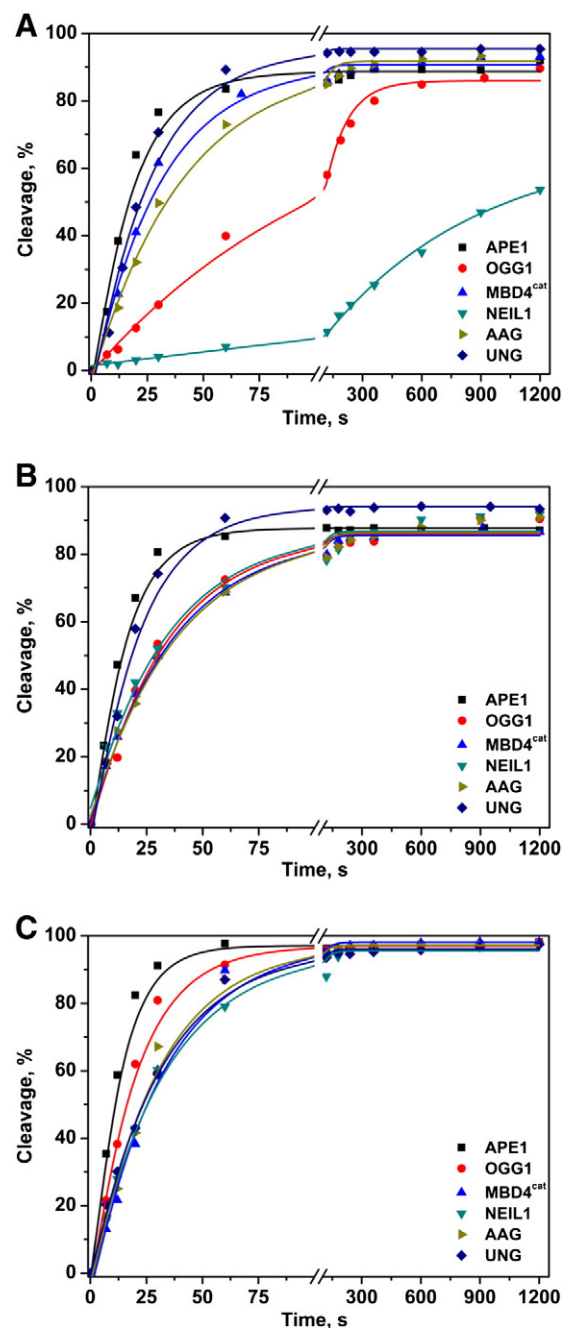 A
100
80
60
40
20
0
Cleavage, %
APE1
OGG1
MBD4cat
NEIL1
AAG
UNG
0 25 50 75 300 600 900 1200
Time, s
B
100
80
60
40
20
0
Cleavage, %
APE1
OGG1
MBD4cat
NEIL1
AAG
UNG
0 25 50 75 300 600 900 1200
Time, s
C
100
80
60
40
20
0
Cleavage, %
APE1
OGG1
MBD4cat
NEIL1
AAG
UNG
0 25 50 75 300 600 900 1200
Time, s